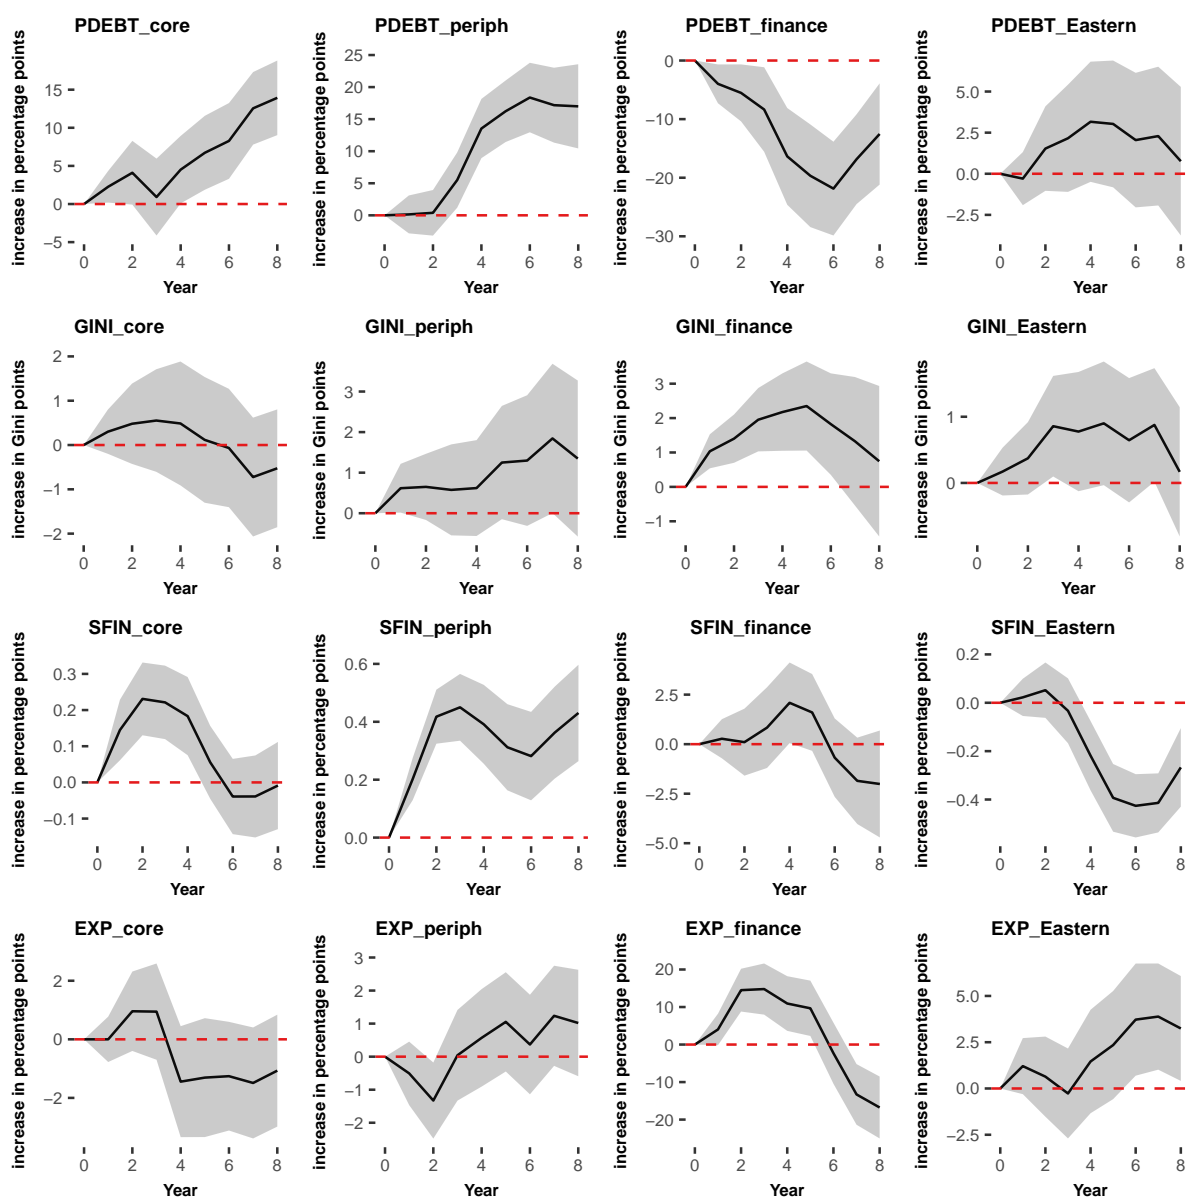 PDEBT_core
increase in percentage points
15
10
5
0
−5
0 2 4 6 8
Year
PDEBT_periph
increase in percentage points
25
20
15
10
5
0
0 2 4 6 8
Year
PDEBT_finance
increase in percentage points
0
−10
−20
−30
0 2 4 6 8
Year
PDEBT_Eastern
increase in percentage points
5.0
2.5
0.0
−2.5
0 2 4 6 8
Year
GINI_core
increase in Gini points
2
1
0
−1
−2
0 2 4 6 8
Year
GINI_periph
increase in Gini points
3
2
1
0
0 2 4 6 8
Year
GINI_finance
increase in Gini points
3
2
1
0
−1
0 2 4 6 8
Year
GINI_Eastern
increase in Gini points
1
0
0 2 4 6 8
Year
SFIN_core
increase in percentage points
0.3
0.2
0.1
0.0
−0.1
0 2 4 6 8
Year
SFIN_periph
increase in percentage points
0.6
0.4
0.2
0.0
0 2 4 6 8
Year
SFIN_finance
increase in percentage points
2.5
0.0
−2.5
−5.0
0 2 4 6 8
Year
SFIN_Eastern
increase in percentage points
0.2
0.0
−0.2
−0.4
0 2 4 6 8
Year
EXP_core
increase in percentage points
2
0
−2
0 2 4 6 8
Year
EXP_periph
increase in percentage points
3
2
1
0
−1
−2
0 2 4 6 8
Year
EXP_finance
increase in percentage points
20
10
0
−10
−20
0 2 4 6 8
Year
EXP_Eastern
increase in percentage points
5.0
2.5
0.0
−2.5
0 2 4 6 8
Year